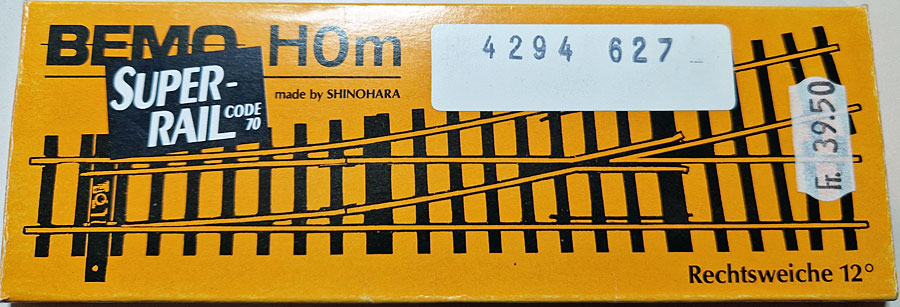 BEMO H0m
4294 627
SUPER-
RAIL CODE
70
made by SHINOHARA
Fr. 39.50
Rechtsweiche 12°